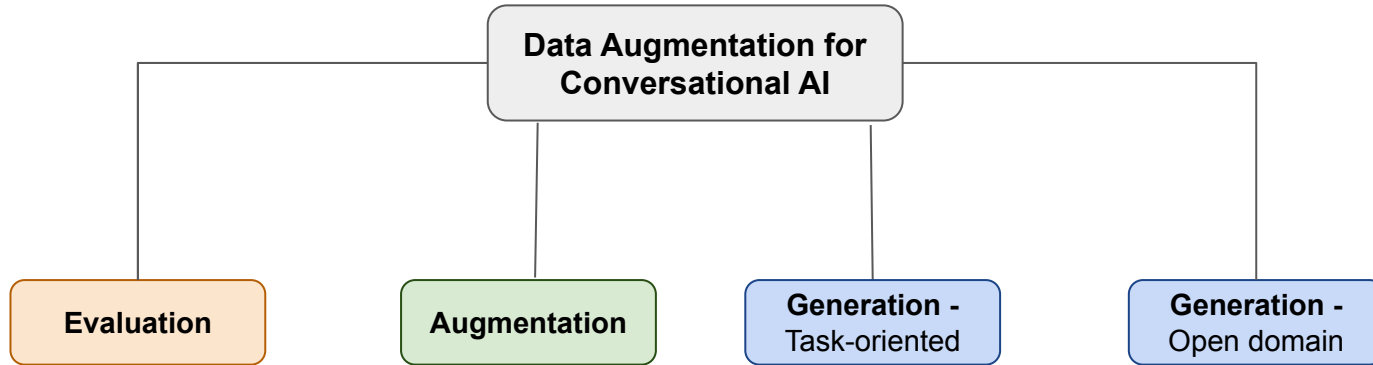 Data Augmentation for
Conversational AI
Evaluation
Augmentation
Generation -
Task-oriented
Generation -
Open domain